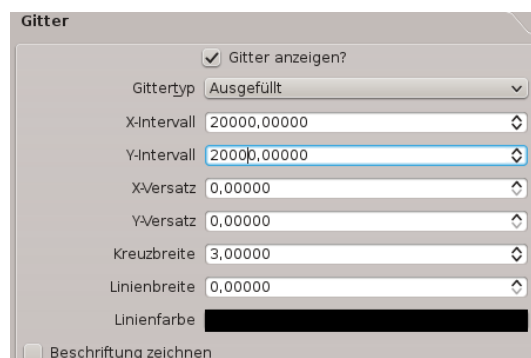 Gitter
Gitter anzeigen?
Gittertyp Ausgefüllt
X-Intervall 20000,00000
Y-Intervall 20000,00000
X-Versatz 0,00000
Y-Versatz 0,00000
Kreuzbreite 3,00000
Linienbreite 0,00000
Linienfarbe
Beschriftung zeichnen